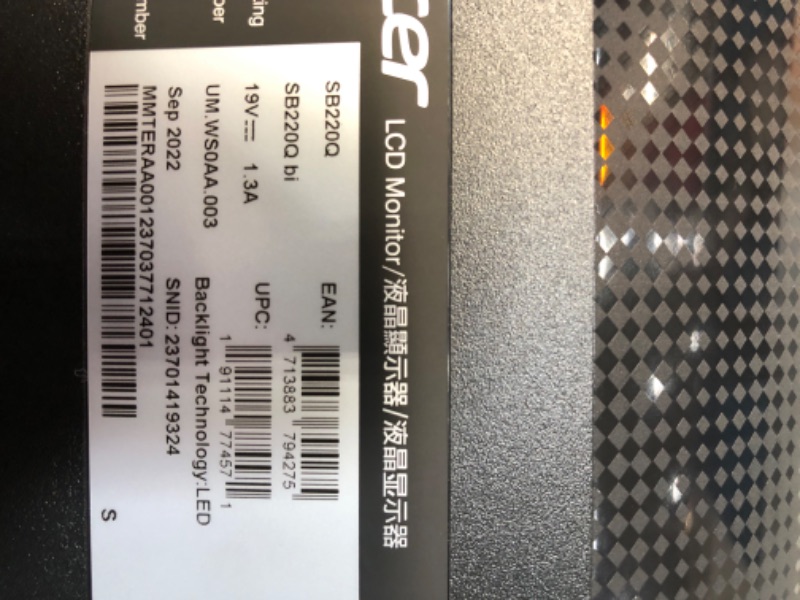 cer LCD Monitor/液晶顯示器/液晶显示器
SB220Q EAN:
4 713883 794275
SB220Q bi
19V⎓ 1.3A UPC:
1 91114 77457 1
UM.WS0AA.003 Backlight Technology:LED
Sep 2022 SNID: 23701419324
MMTERAA001237037712401
S
ing
ber
mber